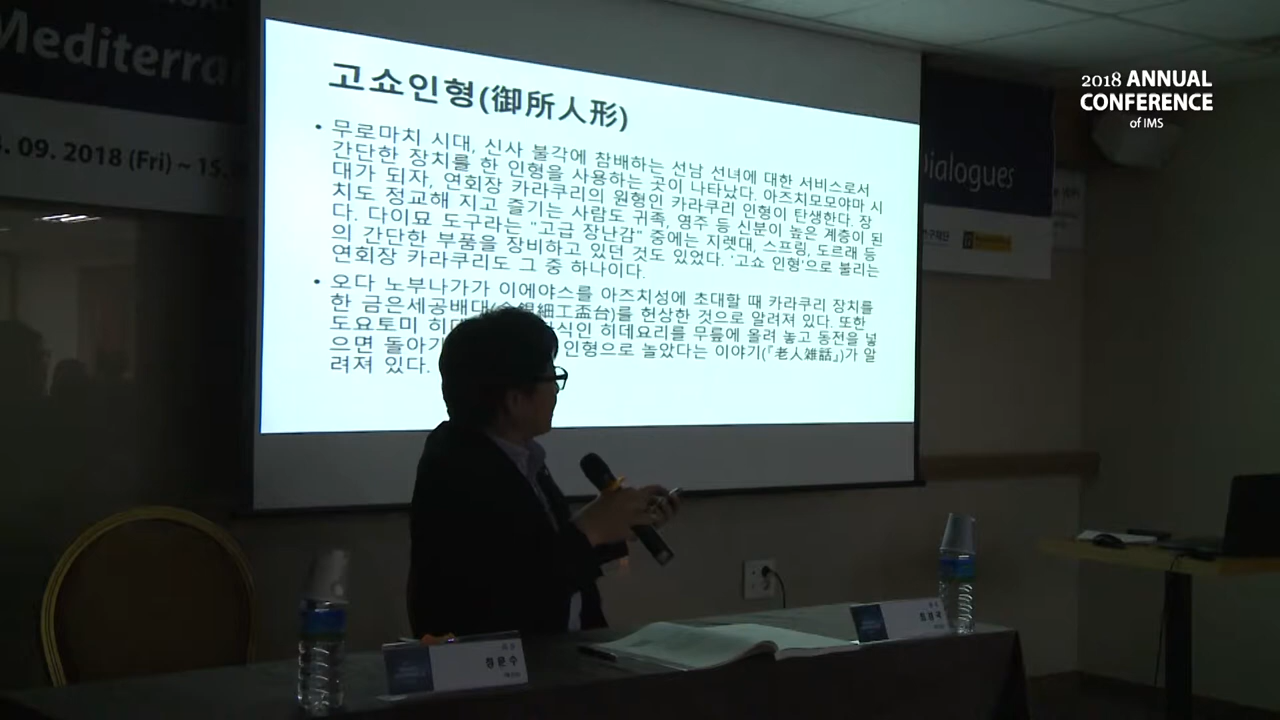 Mediterra
09. 2018 (Fri) ~ 15.
고쇼인형(御所人形)
• 무로마치 시대, 신사 불각에 참배하는 선남 선녀에 대한 서비스로서
간단한 장치를 한 인형을 사용하는 곳이 나타났다. 아즈치모모야마 시
대가 되자, 연회장 카라쿠리의 원형인 카라쿠리 인형이 탄생한다. 장
치도 정교해 지고 즐기는 사람도 귀족, 영주 등 신분이 높은 계층이 된
다. 다이묘 도구라는 "고급 장난감" 중에는 지렛대, 스프링, 도르래 등
의 간단한 부품을 장비하고 있던 것도 있었다. '고쇼 인형'으로 불리는
연회장 카라쿠리도 그 중 하나이다.
• 오다 노부나가가 이에야스를 아즈치성에 초대할 때 카라쿠리 장치를
한 금은세공배대(金銀細工盃台)를 헌상한 것으로 알려져 있다. 또한
도요토미 히데 식인 히데요리를 무릎에 올려 놓고 동전을 넣
으면 돌아가 인형으로 놀았다는 이야기(『老人雑話』)가 알
려져 있다.
2018 ANNUAL
CONFERENCE
of IMS
Dialogues